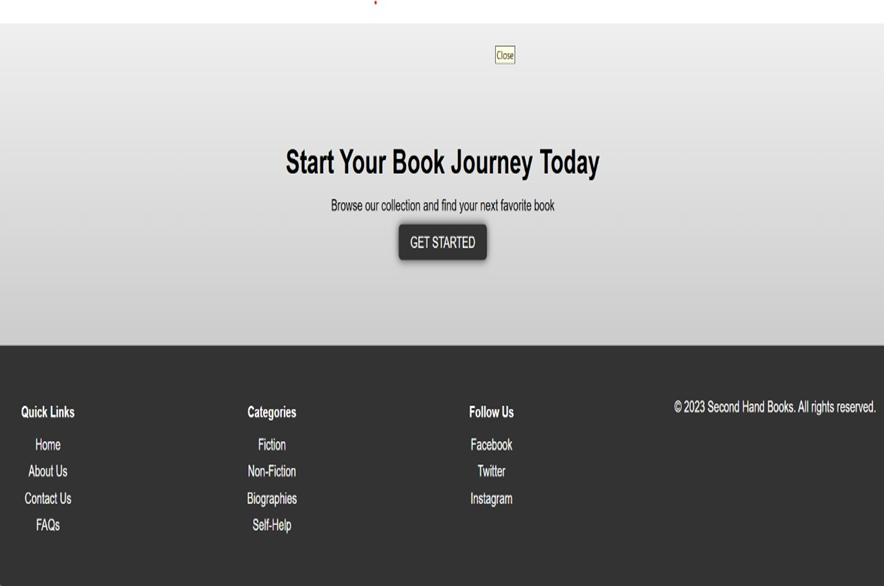 Close
Start Your Book Journey Today
Browse our collection and find your next favorite book
GET STARTED
Quick Links
Home
About Us
Contact Us
FAQs
Categories
Fiction
Non-Fiction
Biographies
Self-Help
Follow Us
Facebook
Twitter
Instagram
© 2023 Second Hand Books. All rights reserved.